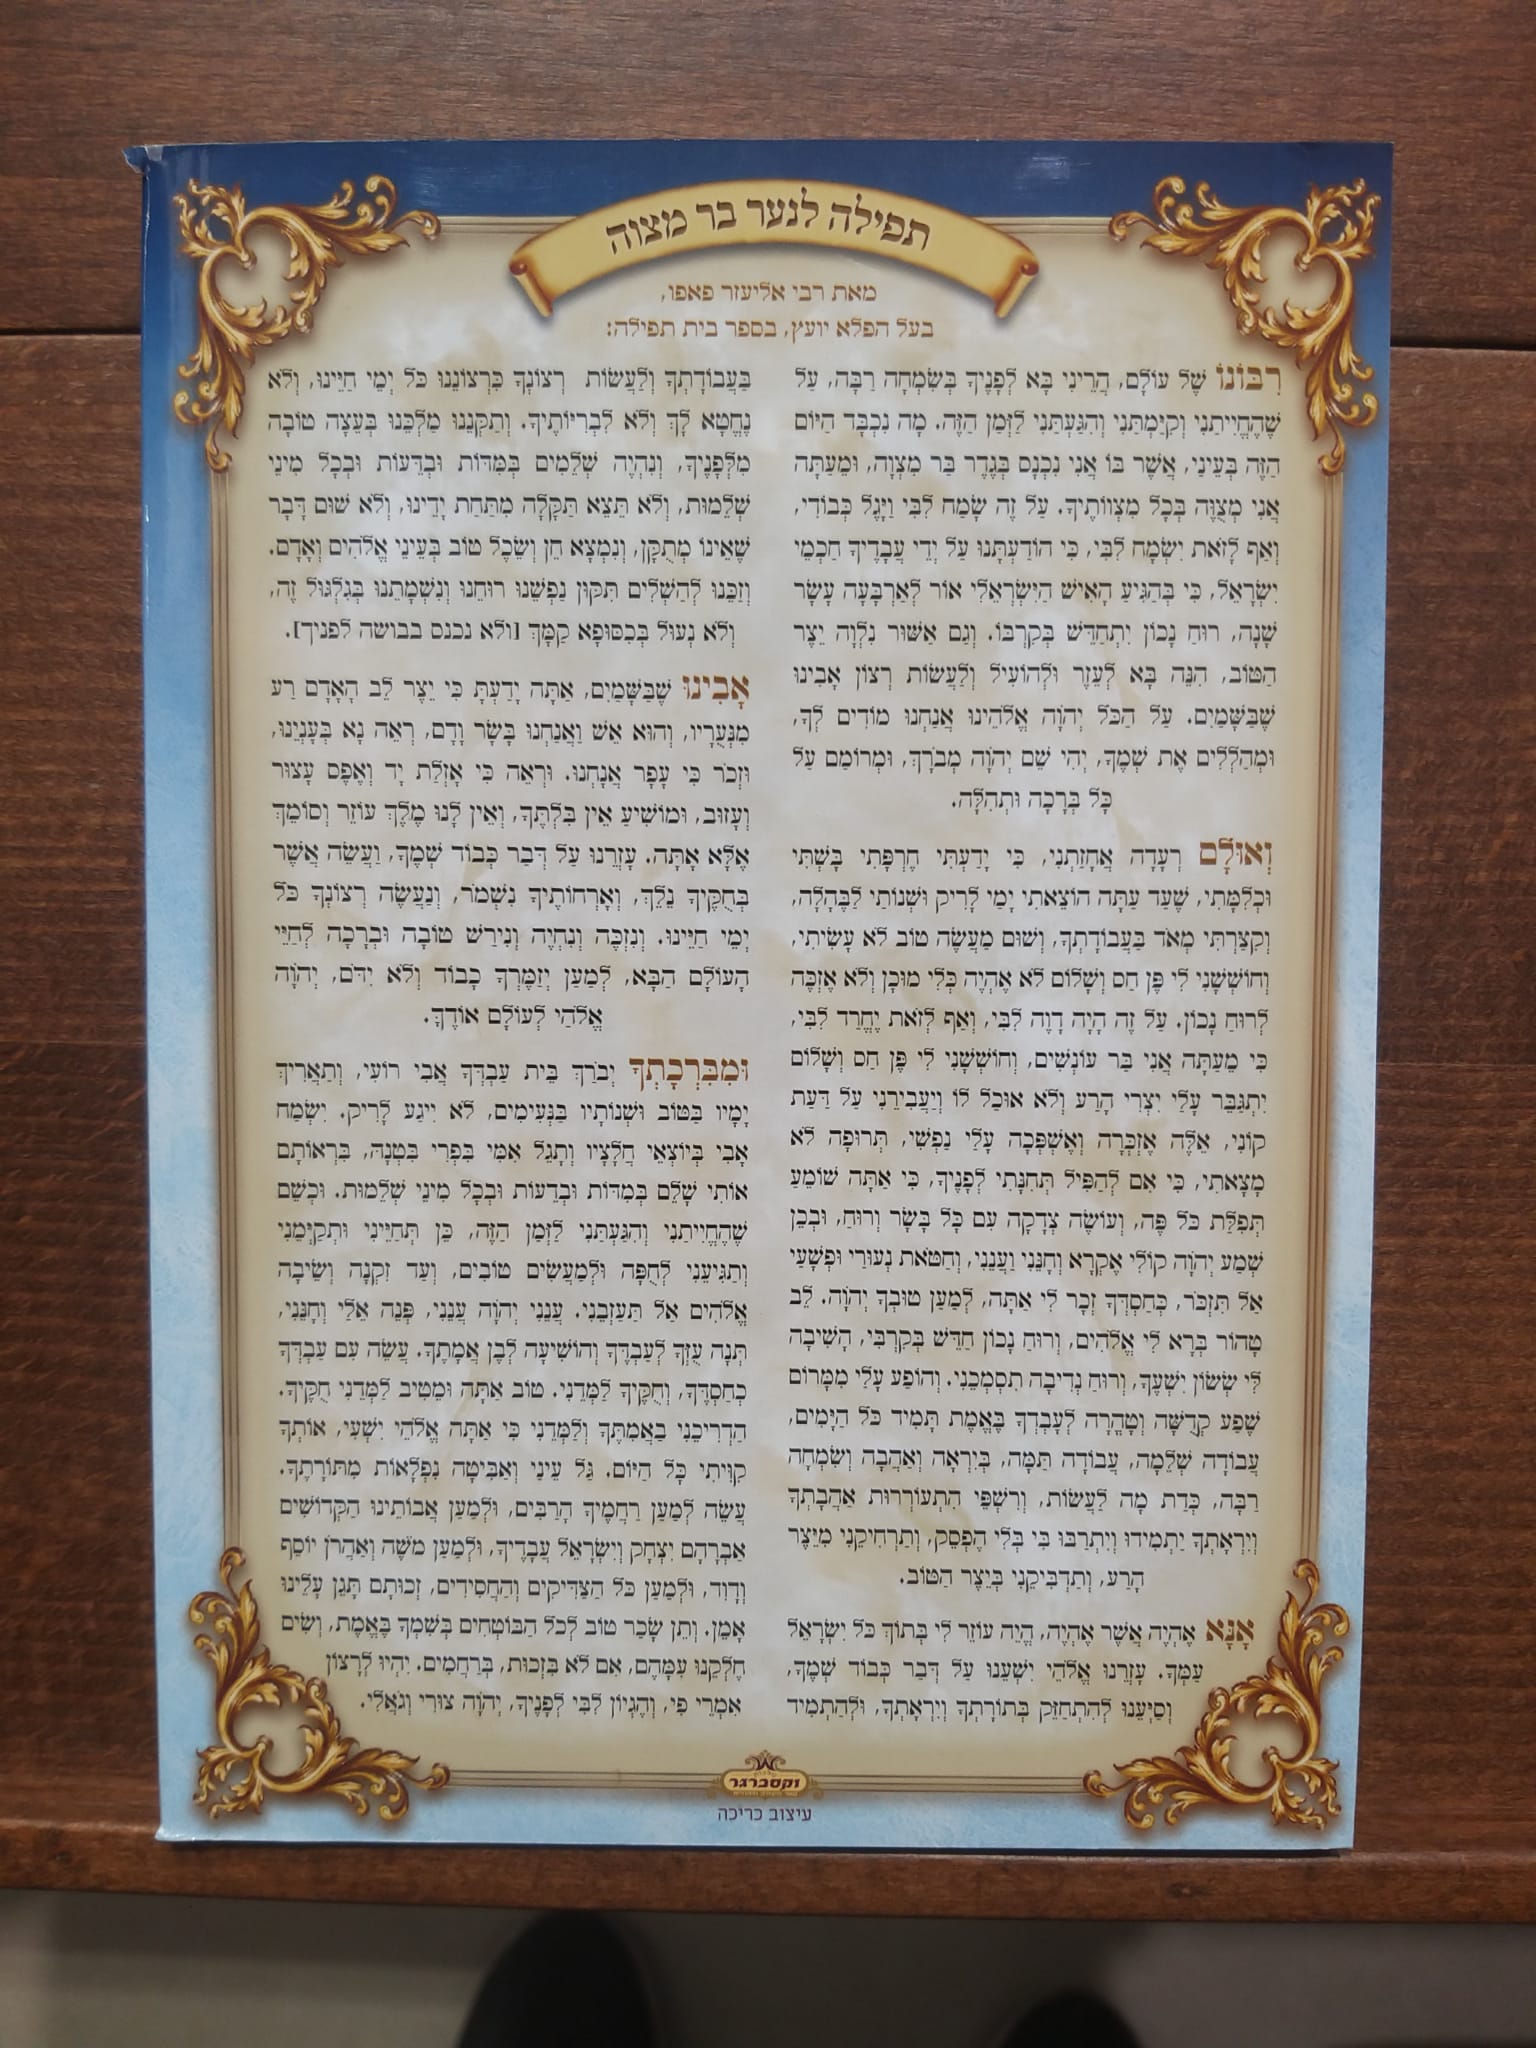 תפילה לנער בר מצוה
מאת רבי אליעזר פאפו,
בעל הפלא יועץ, בספר בית תפילה:
רִבּוֹנוֹ שֶׁל עוֹלָם, הֲרֵינִי בָּא לְפָנֶיךָ בְּשִׂמְחָה רַבָּה, עַל
שֶׁהֶחֱיִיתַנִי וְקִיַּמְתַּנִי וְהִגַּעְתַּנִי לַזְּמַן הַזֶּה. מַה נִכְבַּד הַיּוֹם
הַזֶּה בְּעֵינַי, אֲשֶׁר בּוֹ אֲנִי נִכְנָס בְּגֶדֶר בַּר מִצְוָה, וּמֵעַתָּה
אֲנִי מְצֻוֶּה בְּכָל מִצְווֹתֶיךָ. עַל זֶה שָׂמַח לִבִּי וַיָּגֶל כְּבוֹדִי,
וְאַף לְזֹאת יִשְׂמַח לִבִּי, כִּי הוֹדַעְתָּנוּ עַל יְדֵי עֲבָדֶיךָ חַכְמֵי
יִשְׂרָאֵל, כִּי בְּהַגִּיעַ הָאִישׁ הַיִּשְׂרְאֵלִי אוֹר לְאַרְבָּעָה עָשָׂר
שָׁנָה, רוּחַ נָכוֹן יִתְחַדֵּשׁ בְּקִרְבּוֹ. וְגַם אַשּׁוּר נִלְוָה יֵצֶר
הַטּוֹב, הִנֵּה בָּא לַעְזֹר וּלְהוֹעִיל וְלַעֲשׂוֹת רְצוֹן אָבִינוּ
שֶׁבַּשָּׁמַיִם. עַל הַכֹּל יְהֹוָה אֱלֹהֵינוּ אֲנַחְנוּ מוֹדִים לְךָ,
וּמְהַלְלִים אֶת שְׁמֶךָ, יְהִי שֵׁם יְהֹוָה מְבֹרָךְ, וּמְרוֹמַם עַל
כָּל בְּרָכָה וּתְהִלָּה.
וְאוּלָם רְעָדָה אֲחָזַתְנִי, כִּי יָדַעְתִּי חֶרְפָּתִי בָּשְׁתִּי
וּכְלִמָּתִי, שֶׁעַד עַתָּה הוֹצֵאתִי יָמַי לָרִיק וּשְׁנוֹתַי לַבֶּהָלָה,
וְקִצַּרְתִּי מְאֹד בַּעֲבוֹדָתְךָ, וְשׁוּם מַעֲשֶׂה טוֹב לֹא עָשִׂיתִי,
וְחוֹשְׁשַׁנִי לִי פֶּן חַס וְשָׁלוֹם לֹא אֶהְיֶה כְּלִי מוּכָן וְלֹא אֶזְכֶּה
לְרוּחַ נָכוֹן. עַל זֶה הָיָה דָוֶה לִבִּי, וְאַף לְזֹאת יֶחֱרַד לִבִּי,
כִּי מֵעַתָּה אֲנִי בַּר עוֹנְשִׁים, וְחוֹשְׁשַׁנִי לִי פֶּן חַס וְשָׁלוֹם
יִתְגַּבֵּר עָלַי יִצְרִי הָרַע וְלֹא אוּכַל לוֹ וְיַעֲבִירֵנִי עַל דַּעַת
קוֹנִי, אֵלֶּה אֶזְכְּרָה וְאֶשְׁפְּכָה עָלַי נַפְשִׁי, תְּרוּפָה לֹא
מָצָאתִי, כִּי אִם לְהַפִּיל תְּחִנָּתִי לְפָנֶיךָ, כִּי אַתָּה שׁוֹמֵעַ
תְּפִלַּת כָּל פֶּה, וְעוֹשֶׂה צְדָקָה עִם כָּל בָּשָׂר וְרוּחַ, וּבְכֵן
שְׁמַע יְהֹוָה קוֹלִי אֶקְרָא וְחָנֵּנִי וַעֲנֵנִי, וְחַטֹּאת נְעוּרַי וּפְשָׁעַי
אַל תִּזְכֹּר, כְּחַסְדְּךָ זְכָר לִי אַתָּה, לְמַעַן טוּבְךָ יְהֹוָה. לֵב
טָהוֹר בְּרָא לִי אֱלֹהִים, וְרוּחַ נָכוֹן חַדֵּשׁ בְּקִרְבִּי, הָשִׁיבָה
לִּי שְׂשׂוֹן יִשְׁעֶךָ, וְרוּחַ נְדִיבָה תִסְמְכֵנִי. וְהוֹפַע עָלַי מִמָּרוֹם
שֶׁפַע קְדֻשָּׁה וְטָהֳרָה לְעָבְדְּךָ בֶּאֱמֶת תָּמִיד כָּל הַיָּמִים,
עֲבוֹדָה שְׁלֵמָה, עֲבוֹדָה תַּמָּה, בְּיִרְאָה וְאַהֲבָה וְשִׂמְחָה
רַבָּה, כְּדַת מָה לַעֲשׂוֹת, וְרִשְׁפֵּי הִתְעוֹרְרוּת אַהֲבָתְךָ
וְיִרְאָתְךָ יַתְמִידוּ וְיִתְרַבּוּ בִּי בְּלִי הֶפְסֵק, וְתַרְחִיקֵנִי מִיֵּצֶר
הָרַע, וְתַדְבִּיקֵנִי בְּיֵצֶר הַטּוֹב.
אָנָּא אֶהְיֶה אֲשֶׁר אֶהְיֶה, הֱיֵה עוֹזֵר לִי בְּתוֹךְ כָּל יִשְׂרָאֵל
עַמֶּךָ. עָזְרֵנוּ אֱלֹהֵי יִשְׁעֵנוּ עַל דְּבַר כְּבוֹד שְׁמֶךָ,
וְסַיְּעֵנוּ לְהִתְחַזֵּק בְּתוֹרָתְךָ וְיִרְאָתְךָ, וּלְהַתְמִיד
בַּעֲבוֹדָתְךָ וְלַעֲשׂוֹת רְצוֹנְךָ כִּרְצוֹנֵנוּ כֹּל יְמֵי חַיֵּינוּ, וְלֹא
נֶחֱטָא לָךְ וְלֹא לִבְרִיּוֹתֶיךָ. וְתַקְּנֵנוּ מַלְכֵּנוּ בְּעֵצָה טוֹבָה
מִלְּפָנֶיךָ, וְנִהְיֶה שְׁלֵמִים בְּמִדּוֹת וּבְדֵעוֹת וּבְכָל מִינֵי
שְׁלֵמוּת, וְלֹא תֵּצֵא תַּקָּלָה מִתַּחַת יָדֵינוּ, וְלֹא שׁוּם דָּבָר
שֶׁאֵינוֹ מְתֻקָּן, וְנִמְצָא חֵן וְשֵׂכֶל טוֹב בְּעֵינֵי אֱלֹהִים וְאָדָם.
וְזַכֵּנוּ לְהַשְׁלִים תִּקּוּן נַפְשֵׁנוּ רוּחֵנוּ וְנִשְׁמָתֵנוּ בְּגִלְגּוּל זֶה,
וְלֹא נֵעוּל בְּכִסּוּפָא קַמָּךְ [ולא נכנס בבושה לפניך].
אָבִינוּ שֶׁבַּשָּׁמַיִם, אַתָּה יָדַעְתָּ כִּי יֵצֶר לֵב הָאָדָם רַע
מִנְּעֻרָיו, וְהוּא אֵשׁ וַאֲנַחְנוּ בָּשָׂר וָדָם, רְאֵה נָא בְּעָנְיֵנוּ,
וּזְכֹר כִּי עָפָר אֲנָחְנוּ. וּרְאֵה כִּי אָזְלַת יָד וְאֶפֶס עָצוּר
וְעָזוּב, וּמוֹשִׁיעַ אֵין בִּלְתֶּךָ, וְאֵין לָנוּ מֶלֶךְ עוֹזֵר וְסוֹמֵךְ
אֶלָּא אָתָּה. עָזְרֵנוּ עַל דְּבַר כְּבוֹד שְׁמֶךָ, וַעֲשֵׂה אֲשֶׁר
בְּחֻקֶּיךָ נֵלֵךְ, וְאָרְחוֹתֶיךָ נִשְׁמֹר, וְנַעֲשֶׂה רְצוֹנְךָ כֹּל
יְמֵי חַיֵּינוּ. וְנִזְכֶּה וְנִחְיֶה וְנִירַשׁ טוֹבָה וּבְרָכָה לְחַיֵּי
הָעוֹלָם הַבָּא, לְמַעַן יְזַמֶּרְךָ כָבוֹד וְלֹא יִדֹּם, יְהֹוָה
אֱלֹהַי לְעוֹלָם אוֹדֶךָּ.
וּמִבִּרְכָתְךָ יְבֹרַךְ בֵּית עַבְדְּךָ אֲבִי רוֹעִי, וְתַאֲרִיךְ
יָמָיו בַּטּוֹב וּשְׁנוֹתָיו בַּנְּעִימִים, לֹא יִיגַע לָרִיק. יִשְׂמַח
אָבִי בְּיוֹצְאֵי חֲלָצָיו וְתָגֵל אִמִּי בִּפְרִי בִטְנָהּ, בִּרְאוֹתָם
אוֹתִי שָׁלֵם בְּמִדּוֹת וּבְדֵעוֹת וּבְכָל מִינֵי שְׁלֵמוּת. וּכְשֵׁם
שֶׁהֶחֱיִיתַנִי וְהִגַּעְתַּנִי לַזְּמַן הַזֶּה, כֵּן תְּחַיֵּינִי וּתְקַיְּמֵנִי
וְתַגִּיעֵנִי לְחֻפָּה וּלְמַעֲשִׂים טוֹבִים, וְעַד זִקְנָה וְשֵׂיבָה
אֱלֹהִים אַל תַּעַזְבֵנִי. עֲנֵנִי יְהֹוָה עֲנֵנִי, פְּנֵה אֵלַי וְחָנֵּנִי,
תְּנָה עֻזְּךָ לְעַבְדֶּךָ וְהוֹשִׁיעָה לְבֶן אֲמָתֶךָ. עֲשֵׂה עִם עַבְדְּךָ
כְחַסְדֶּךָ, וְחֻקֶּיךָ לַמְּדֵנִי. טוֹב אַתָּה וּמֵטִיב לַמְּדֵנִי חֻקֶּיךָ.
הַדְרִיכֵנִי בַאֲמִתֶּךָ וְלַמְּדֵנִי כִּי אַתָּה אֱלֹהֵי יִשְׁעִי, אוֹתְךָ
קִוִּיתִי כָּל הַיּוֹם. גַּל עֵינַי וְאַבִּיטָה נִפְלָאוֹת מִתּוֹרָתֶךָ.
עֲשֵׂה לְמַעַן רַחֲמֶיךָ הָרַבִּים, וּלְמַעַן אֲבוֹתֵינוּ הַקְּדוֹשִׁים
אַבְרָהָם יִצְחָק וְיִשְׂרָאֵל עֲבָדֶיךָ, וּלְמַעַן מֹשֶׁה וְאַהֲרֹן יוֹסֵף
וְדָוִד, וּלְמַעַן כֹּל הַצַּדִּיקִים וְהַחֲסִידִים, זְכוּתָם תָּגֵן עָלֵינוּ
אָמֵן. וְתֵן שָׂכָר טוֹב לְכָל הַבּוֹטְחִים בְּשִׁמְךָ בֶּאֱמֶת, וְשִׂים
חֶלְקֵנוּ עִמָּהֶם, אִם לֹא בִּזְכוּת, בְּרַחֲמִים. יִהְיוּ לְרָצוֹן
אִמְרֵי פִי, וְהֶגְיוֹן לִבִּי לְפָנֶיךָ, יְהֹוָה צוּרִי וְגֹאֲלִי.
וקסברגר
עיצוב כריכה